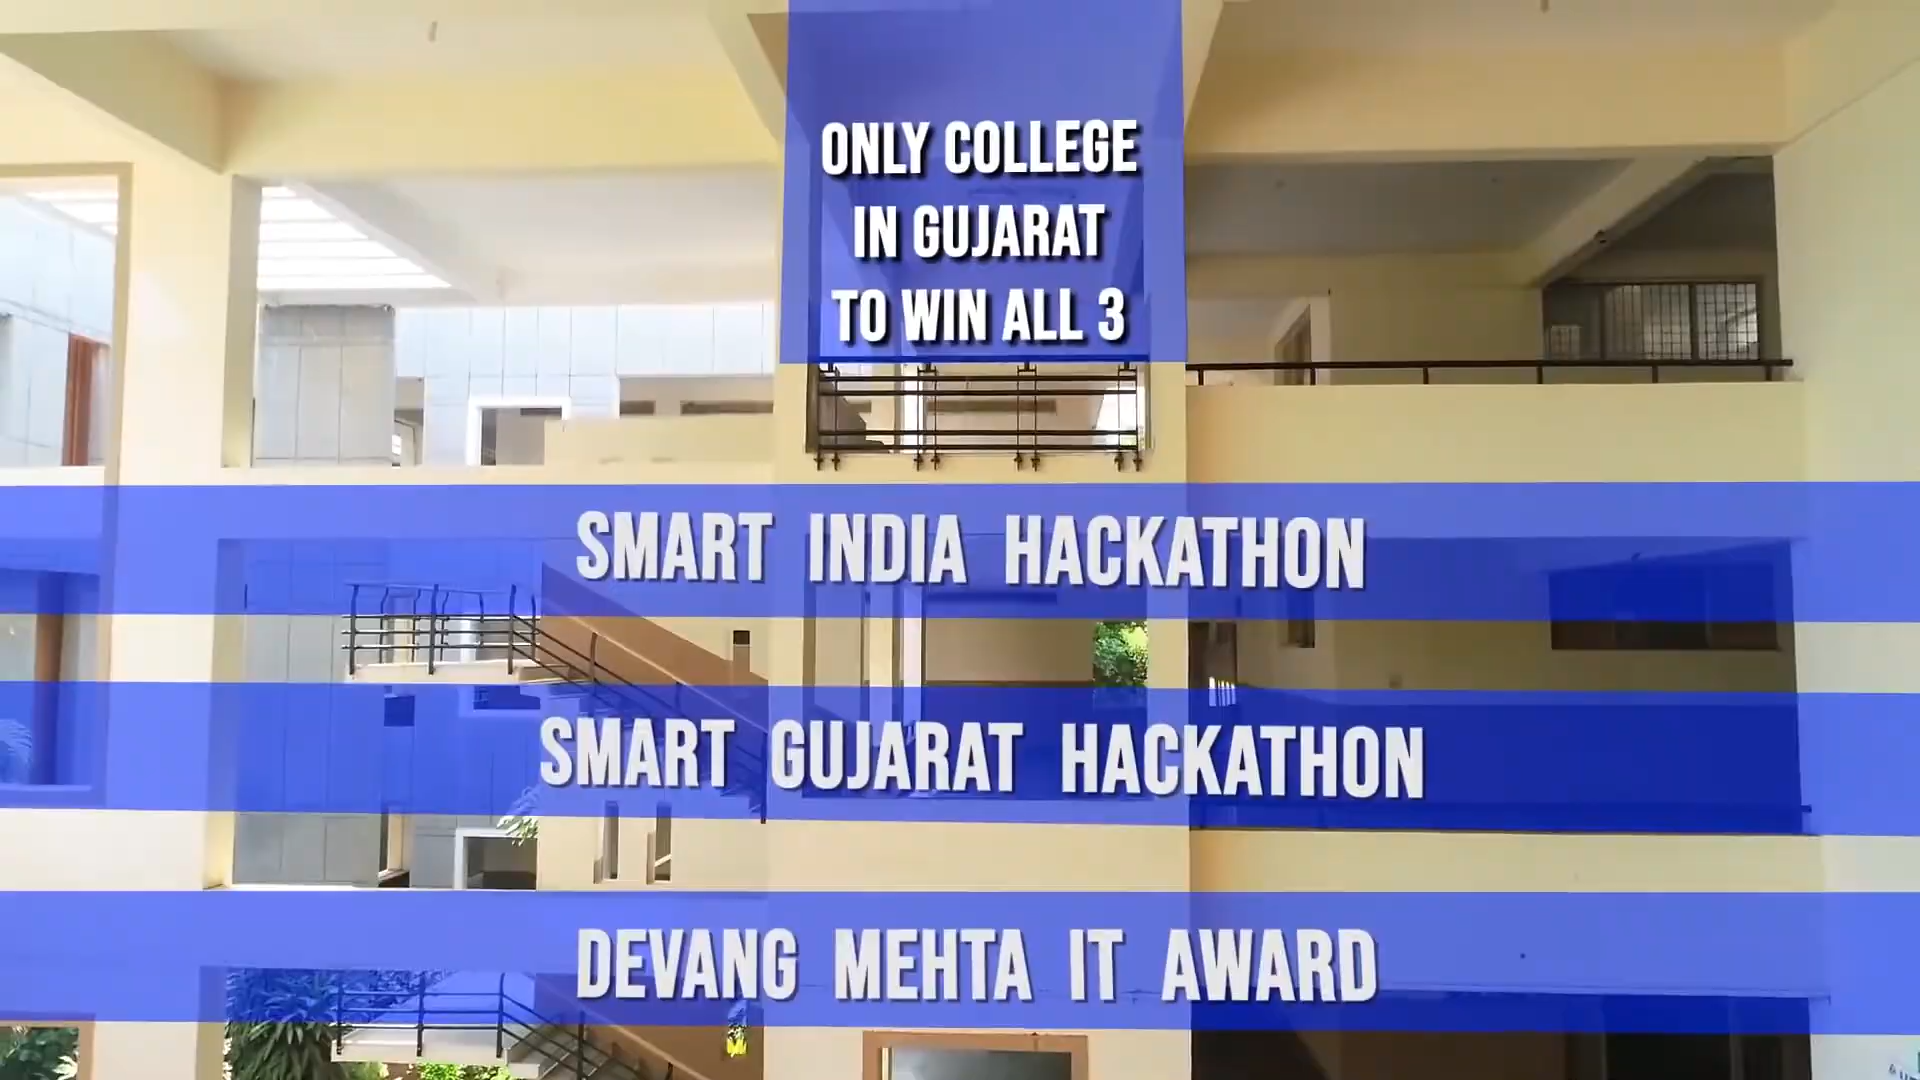 ONLY COLLEGE
IN GUJARAT
TO WIN ALL 3
SMART INDIA HACKATHON
SMART GUJARAT HACKATHON
DEVANG MEHTA IT AWARD